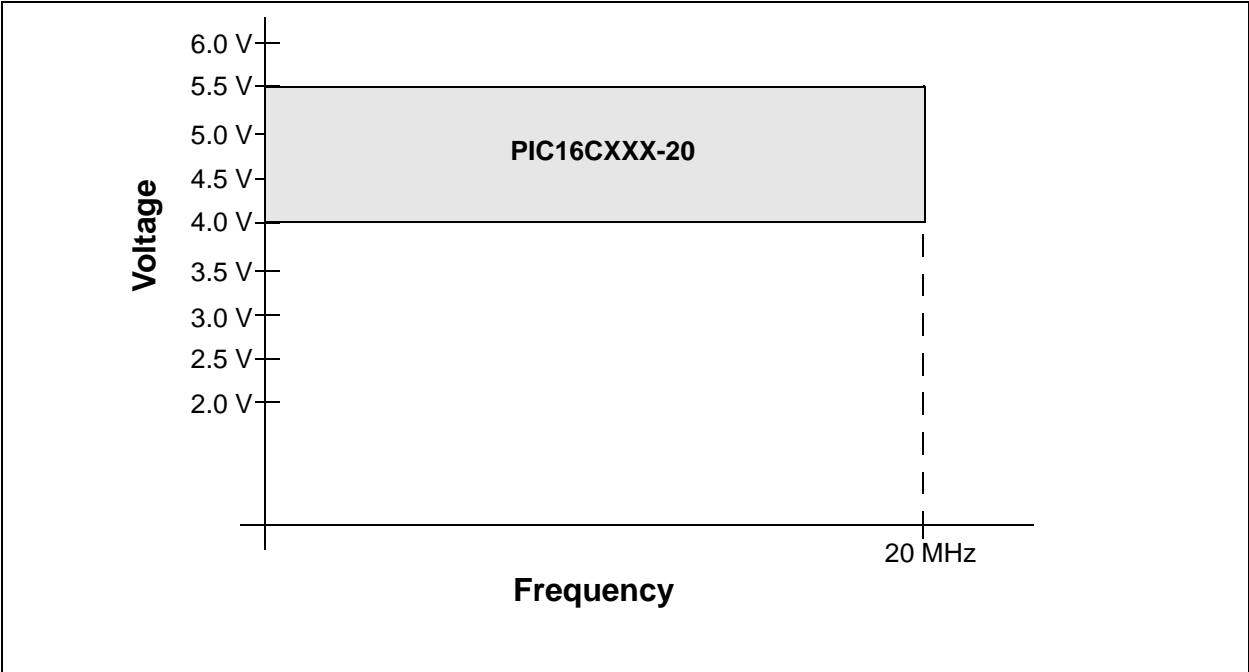 6.0 V
5.5 V
5.0 V
4.5 V
4.0 V
3.5 V
3.0 V
2.5 V
2.0 V
Voltage
PIC16CXXX-20
20 MHz
Frequency